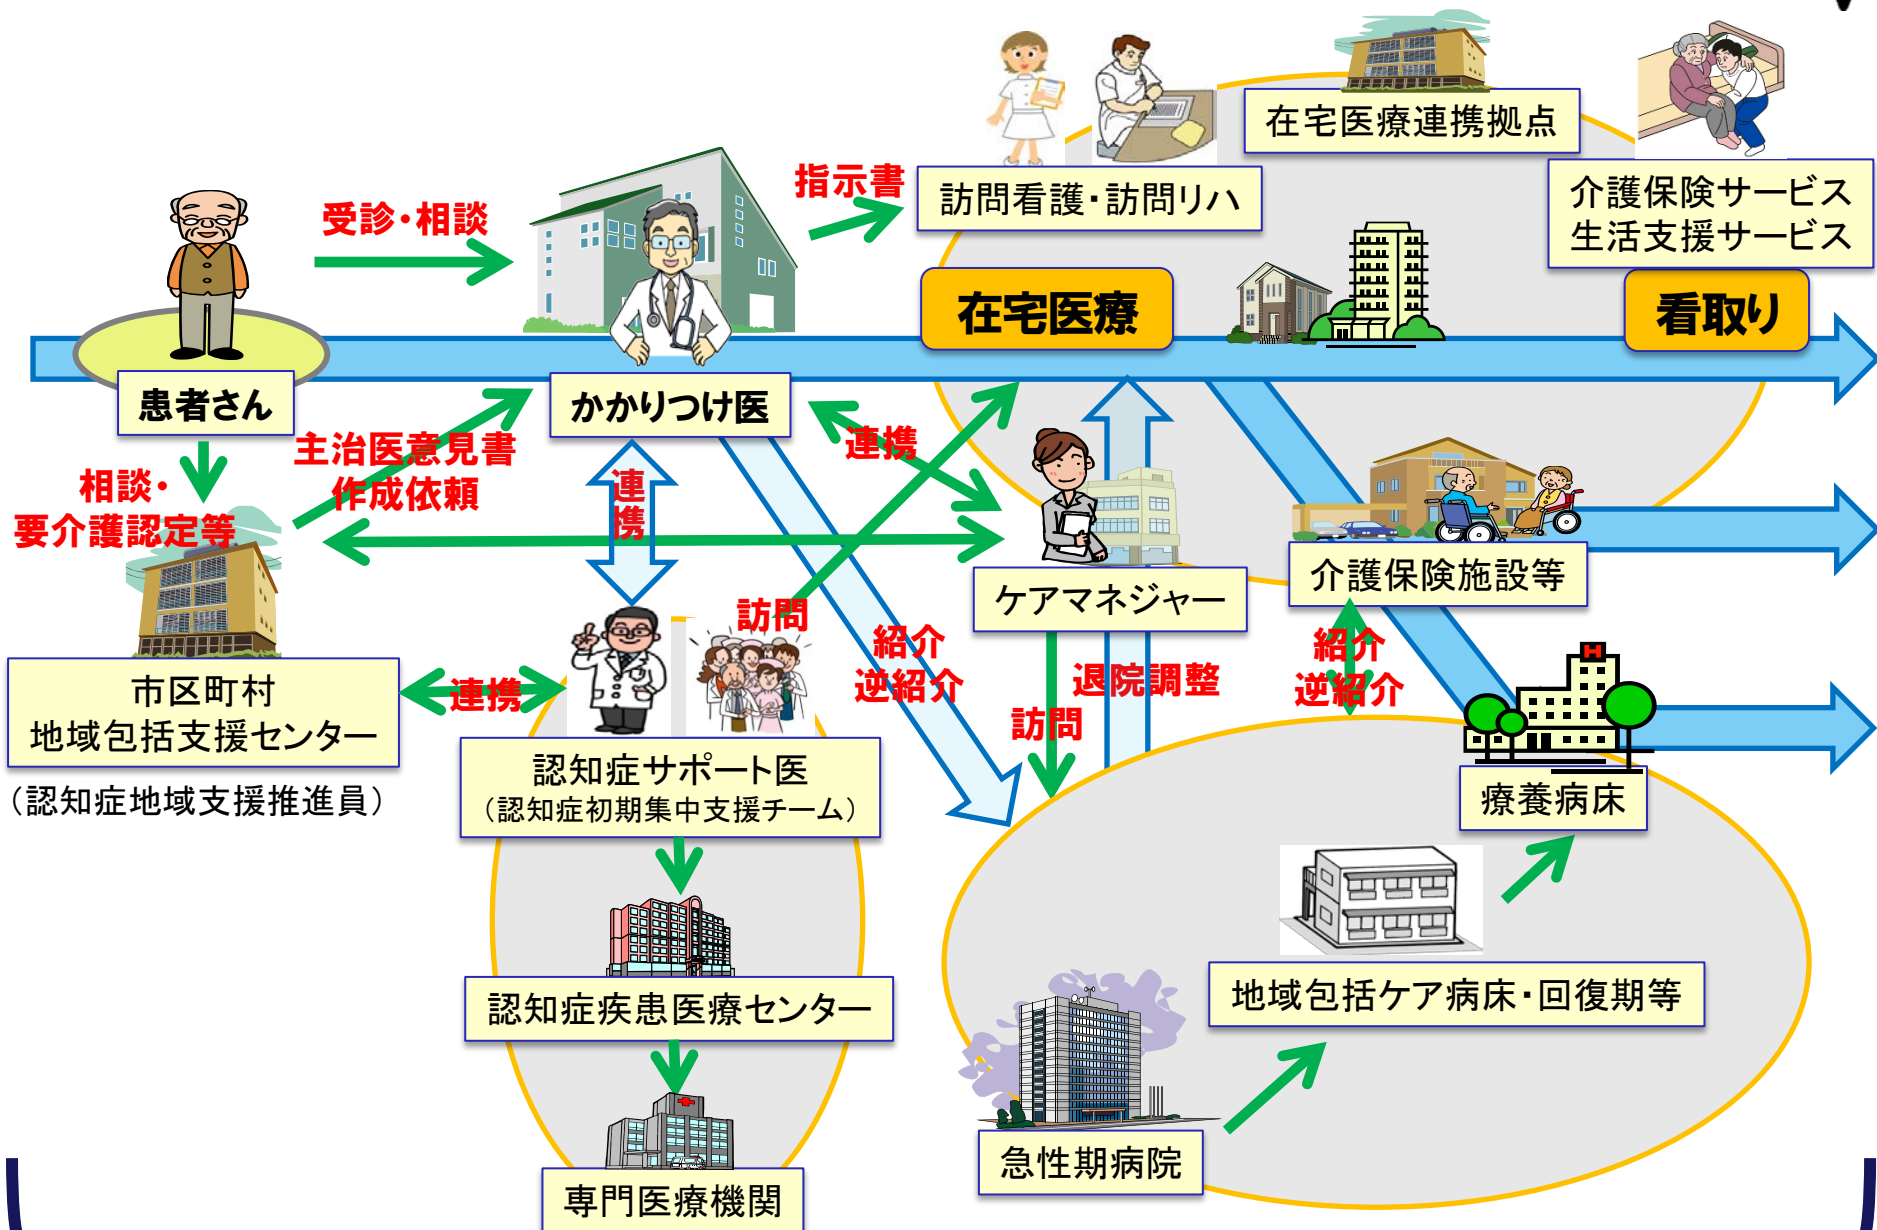 在宅医療連携拠点
指示書
訪問看護・訪問リハ
介護保険サービス
生活支援サービス
受診・相談
在宅医療
看取り
患者さん
かかりつけ医
主治医意見書
作成依頼
連携
相談・
要介護認定等
連携
介護保険施設等
ケアマネジャー
訪問
紹介
逆紹介
退院調整
紹介
逆紹介
訪問
市区町村
地域包括支援センター
（認知症地域支援推進員）
連携
認知症サポート医
（認知症初期集中支援チーム）
療養病床
認知症疾患医療センター
地域包括ケア病床・回復期等
急性期病院
専門医療機関
H